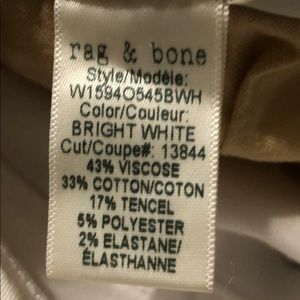 rag & bone
Style/Modèle:
W1594O545BWH
Color/Couleur:
BRIGHT WHITE
Cut/Coupe#: 13844
43% VISCOSE
33% COTTON/COTON
17% TENCEL
5% POLYESTER
2% ELASTANE/
ÉLASTHANNE